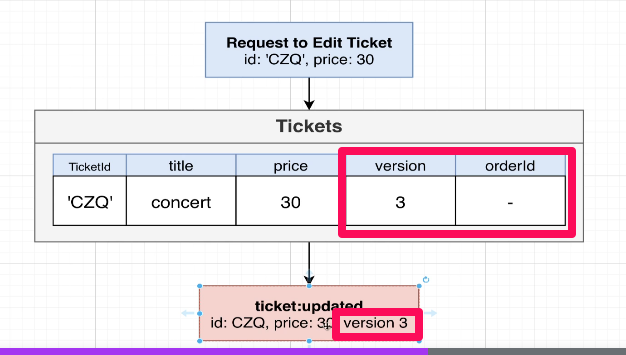 Request to Edit Ticket
id: 'CZQ', price: 30
Tickets
TicketId title price version orderId
'CZQ' concert 30 3 -
ticket:updated
id: CZQ, price: 30 version 3